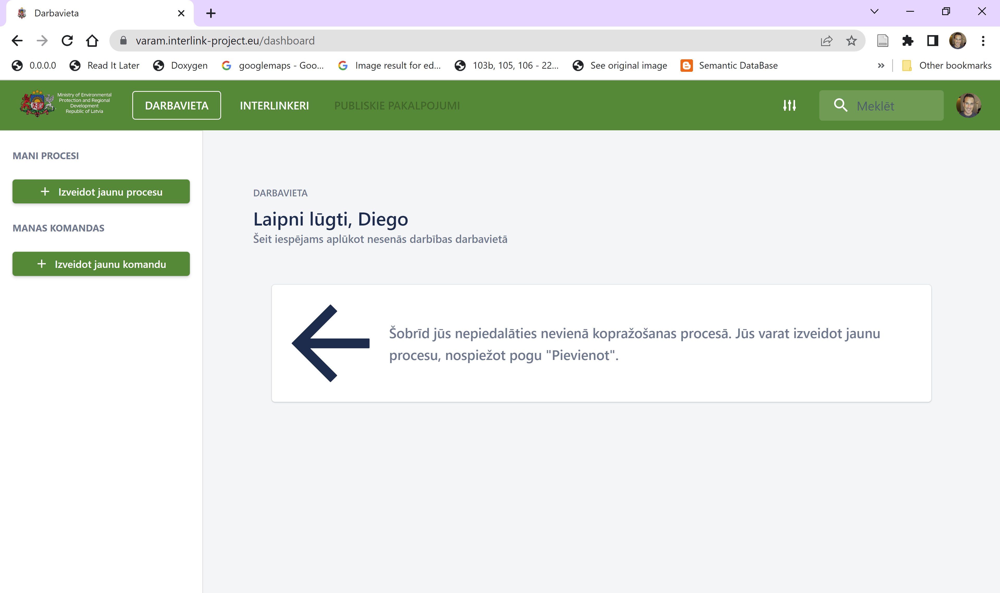 Darbavieta
varam.interlink-project.eu/dashboard
0.0.0.0
Read It Later
Doxygen
googlemaps - Goo...
Image result for ed...
103b, 105, 106 - 22...
See original image
Semantic DataBase
»
Other bookmarks
Ministry of Environmental
Protection and Regional
Development
Republic of Latvia
DARBAVIETA
INTERLINKERI
PUBLISKIE PAKALPOJUMI
Meklēt
MANI PROCESI
+ Izveidot jaunu procesu
MANAS KOMANDAS
+ Izveidot jaunu komandu
DARBAVIETA
Laipni lūgti, Diego
Šeit iespējams aplūkot nesenās darbības darbavietā
Šobrīd jūs nepiedalāties nevienā kopražošanas procesā. Jūs varat izveidot jaunu
procesu, nospiežot pogu "Pievienot".